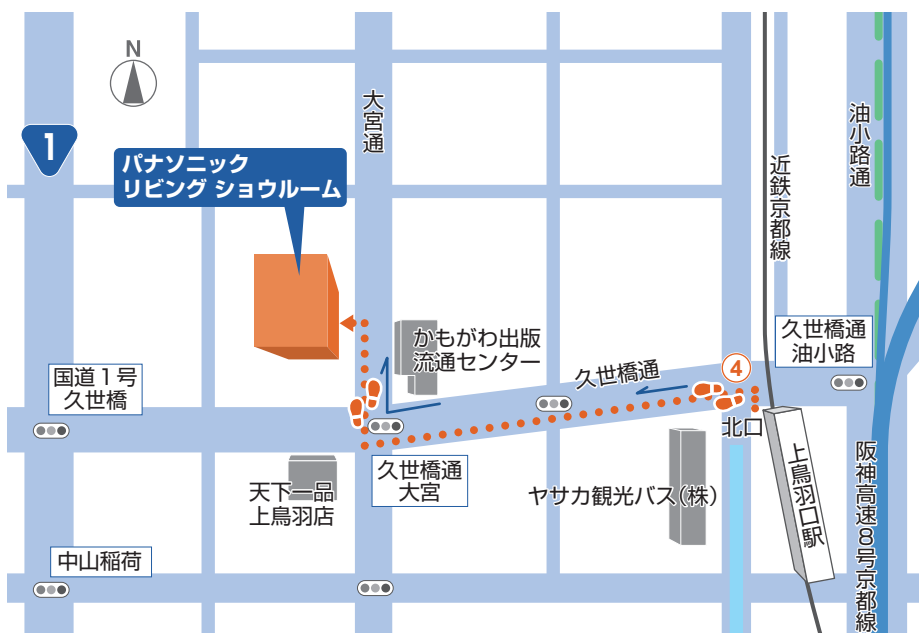 N
1
大宮通
油小路通
パナソニック
リビング ショウルーム
近鉄京都線
かもがわ出版
流通センター
久世橋通
油小路
久世橋通
4
国道1号
久世橋
北口
上鳥羽口駅
久世橋通
大宮
天下一品
上鳥羽店
ヤサカ観光バス(株)
阪神高速8号京都線
中山稲荷